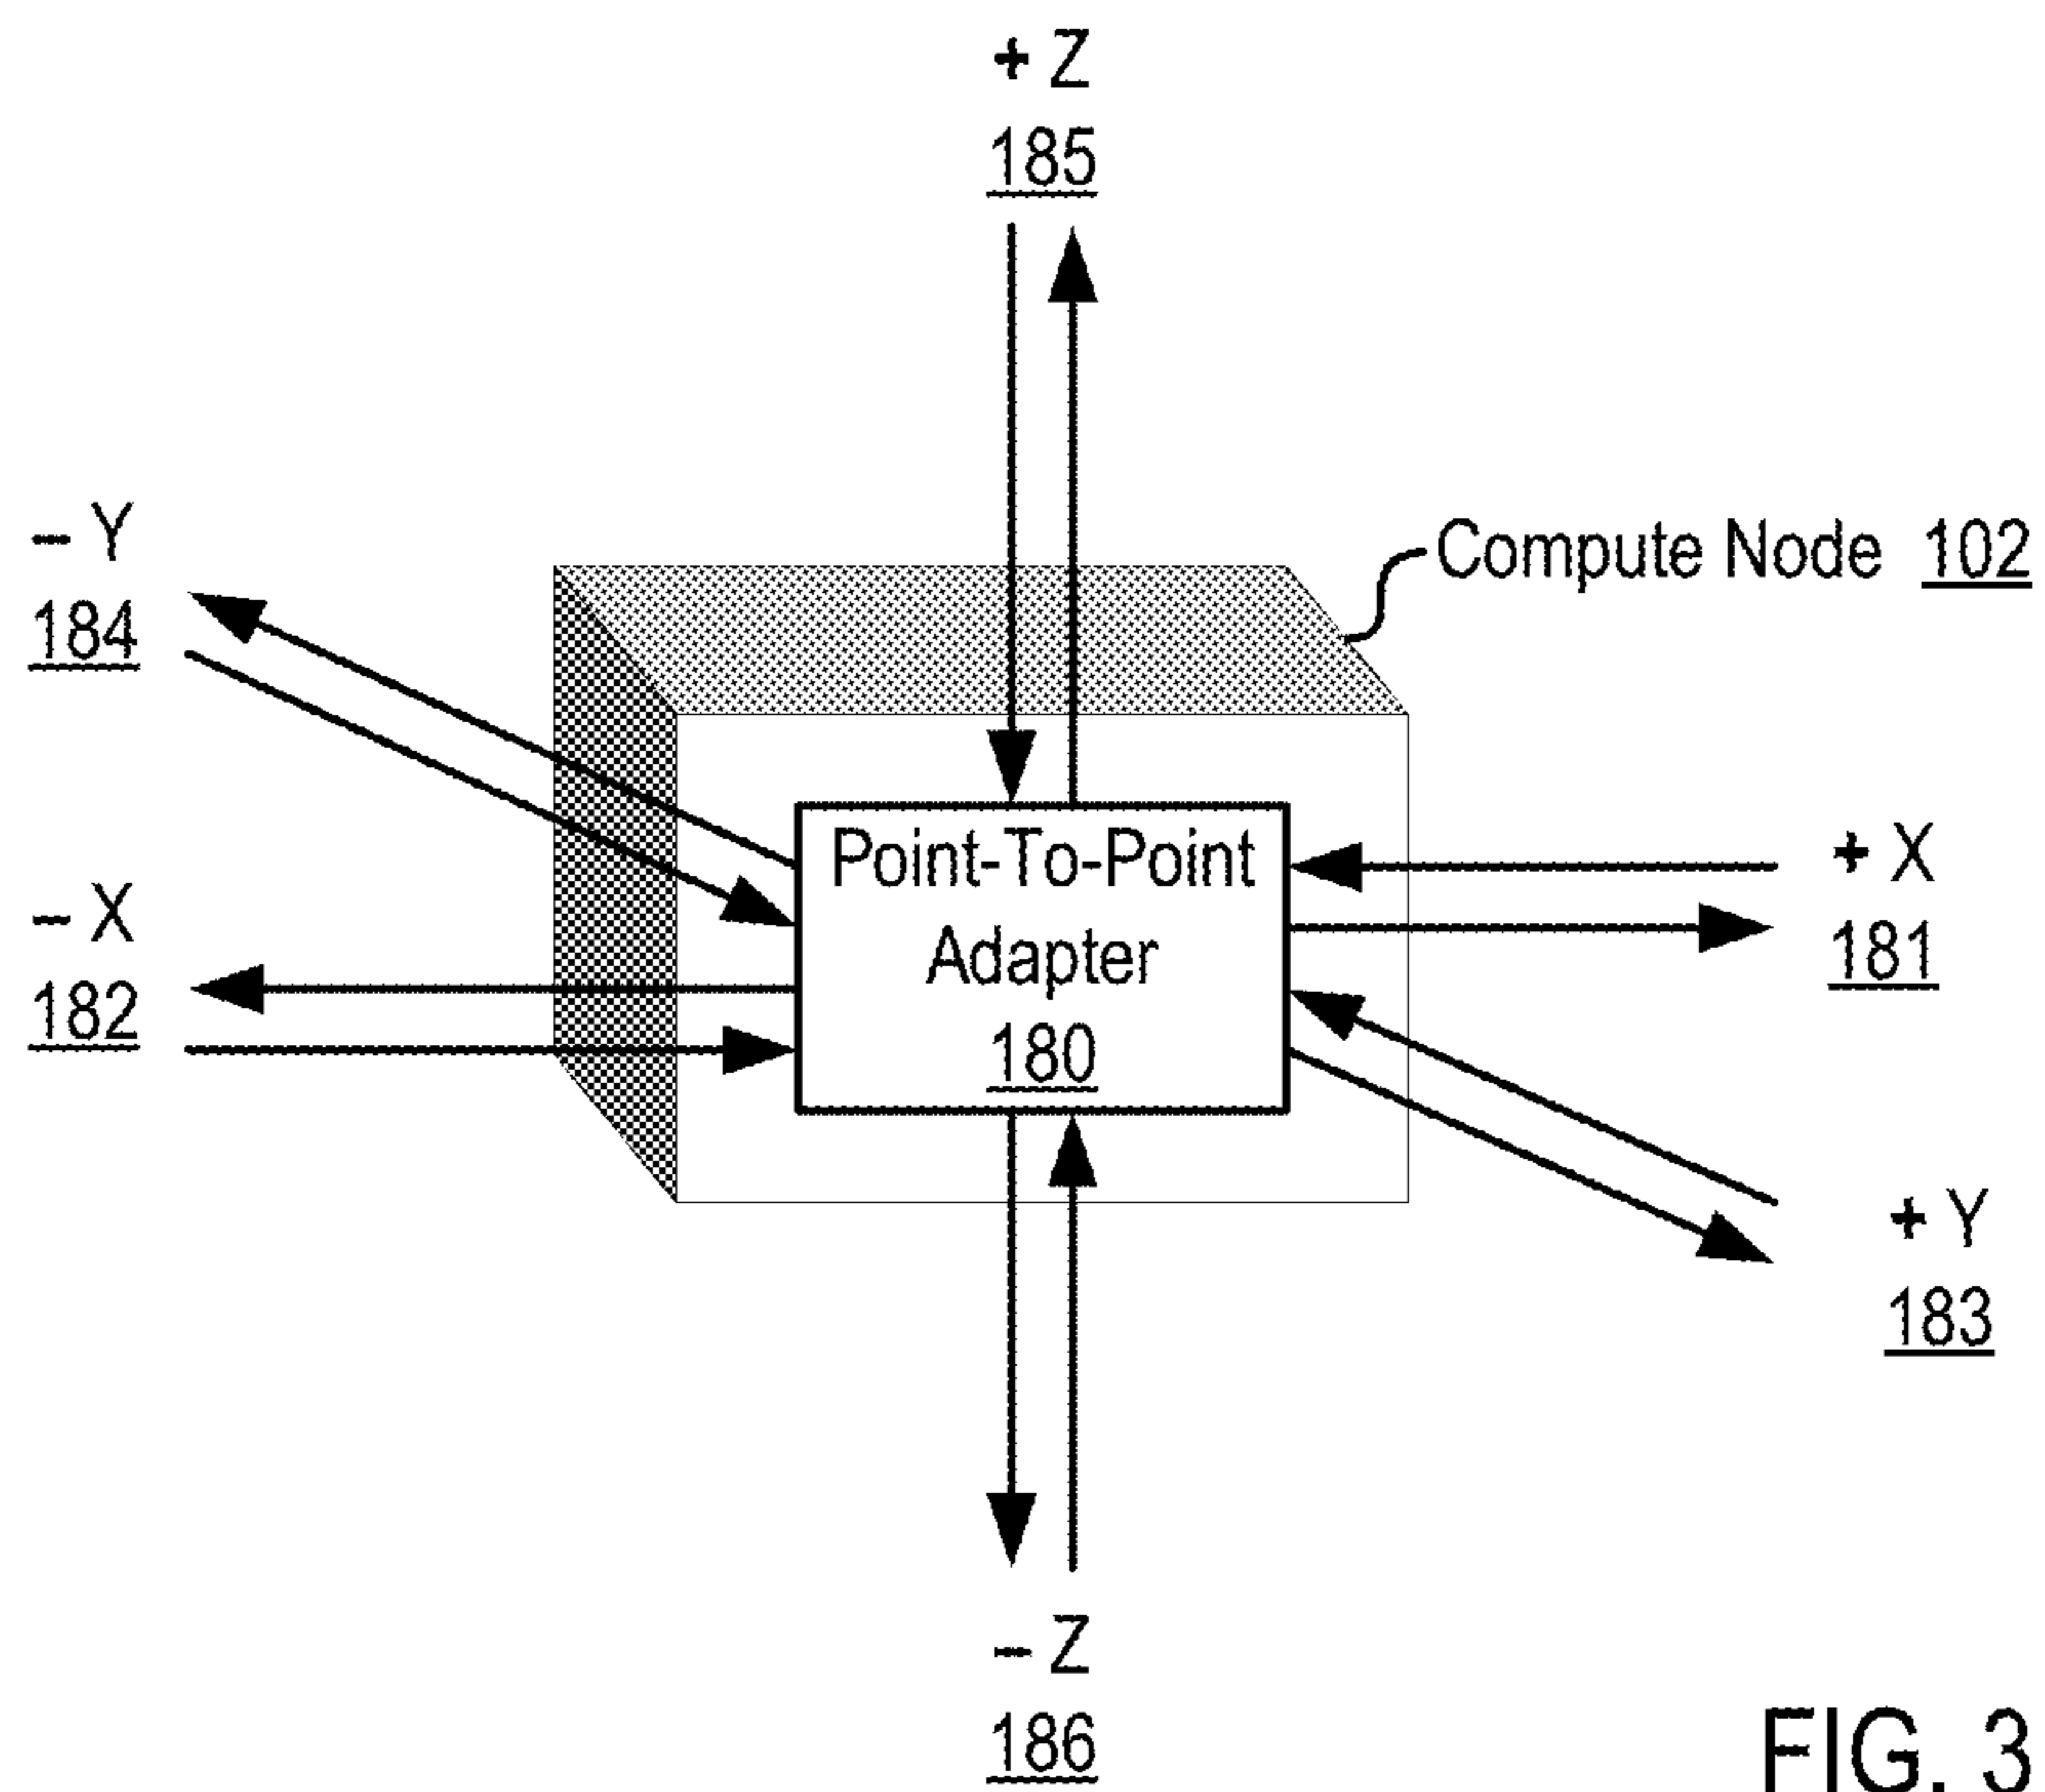 + Z
185
– Y
184
Compute Node 102
– X
182
Point-To-Point
Adapter
180
+ X
181
+ Y
183
– Z
186
FIG. 3